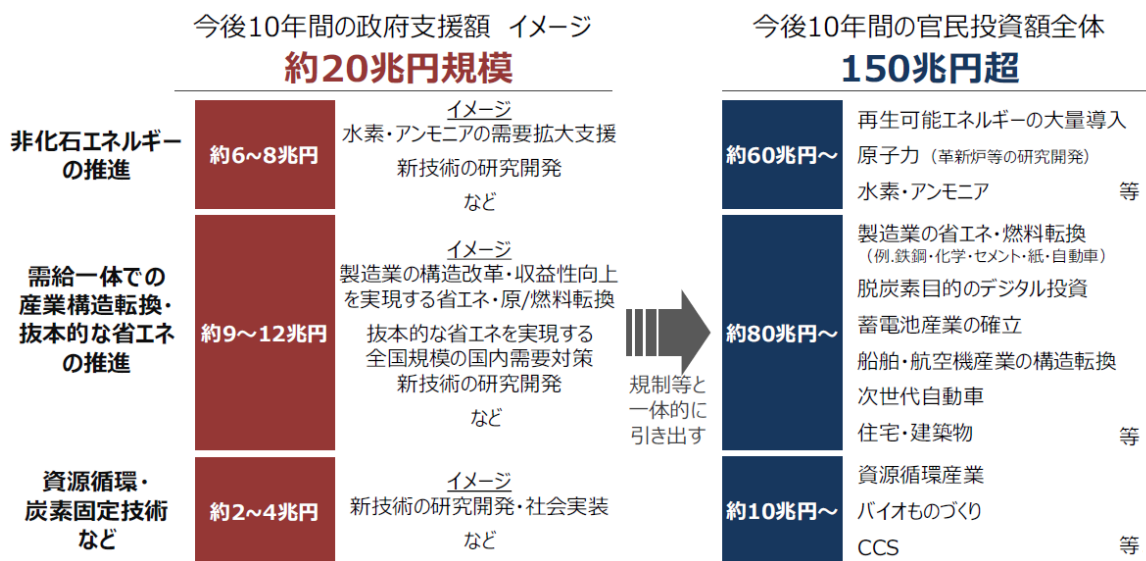 今後10年間の政府支援額 イメージ
約20兆円規模
今後10年間の官民投資額全体
150兆円超
非化石エネルギー
の推進
約6~8兆円
イメージ
水素・アンモニアの需要拡大支援
新技術の研究開発
など
約60兆円~
再生可能エネルギーの大量導入
原子力（革新炉等の研究開発）
水素・アンモニア 等
需給一体での
産業構造転換・
抜本的な省エネ
の推進
約9~12兆円
イメージ
製造業の構造改革・収益性向上
を実現する省エネ・原/燃料転換
抜本的な省エネを実現する
全国規模の国内需要対策
新技術の研究開発
など
規制等と
一体的に
引き出す
約80兆円~
製造業の省エネ・燃料転換
（例.鉄鋼・化学・セメント・紙・自動車）
脱炭素目的のデジタル投資
蓄電池産業の確立
船舶・航空機産業の構造転換
次世代自動車
住宅・建築物 等
資源循環・
炭素固定技術
など
約2~4兆円
イメージ
新技術の研究開発・社会実装
など
約10兆円~
資源循環産業
バイオものづくり
CCS 等